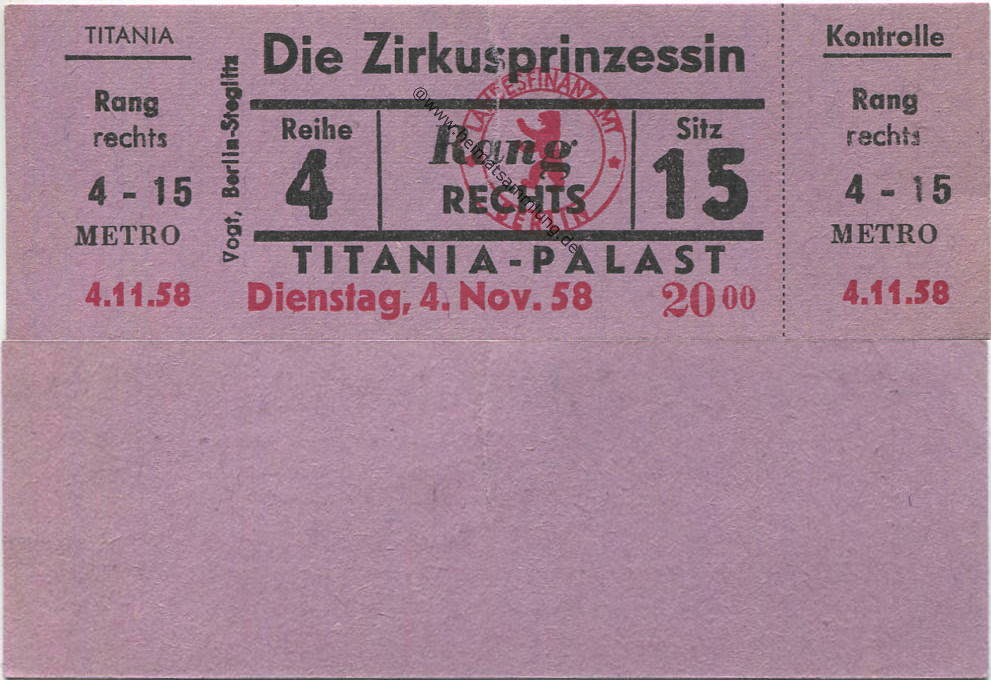 TITANIA
Rang
rechts
4 - 15
METRO
4.11.58
Vogt, Berlin-Steglitz
Die Zirkusprinzessin
Reihe
4
Rang
RECHTS
Sitz
15
TITANIA-PALAST
Dienstag, 4. Nov. 58
20 00
LANDESFINANZAMT
BERLIN
@www.heimatsammlung.de
Kontrolle
Rang
rechts
4 - 15
METRO
4.11.58